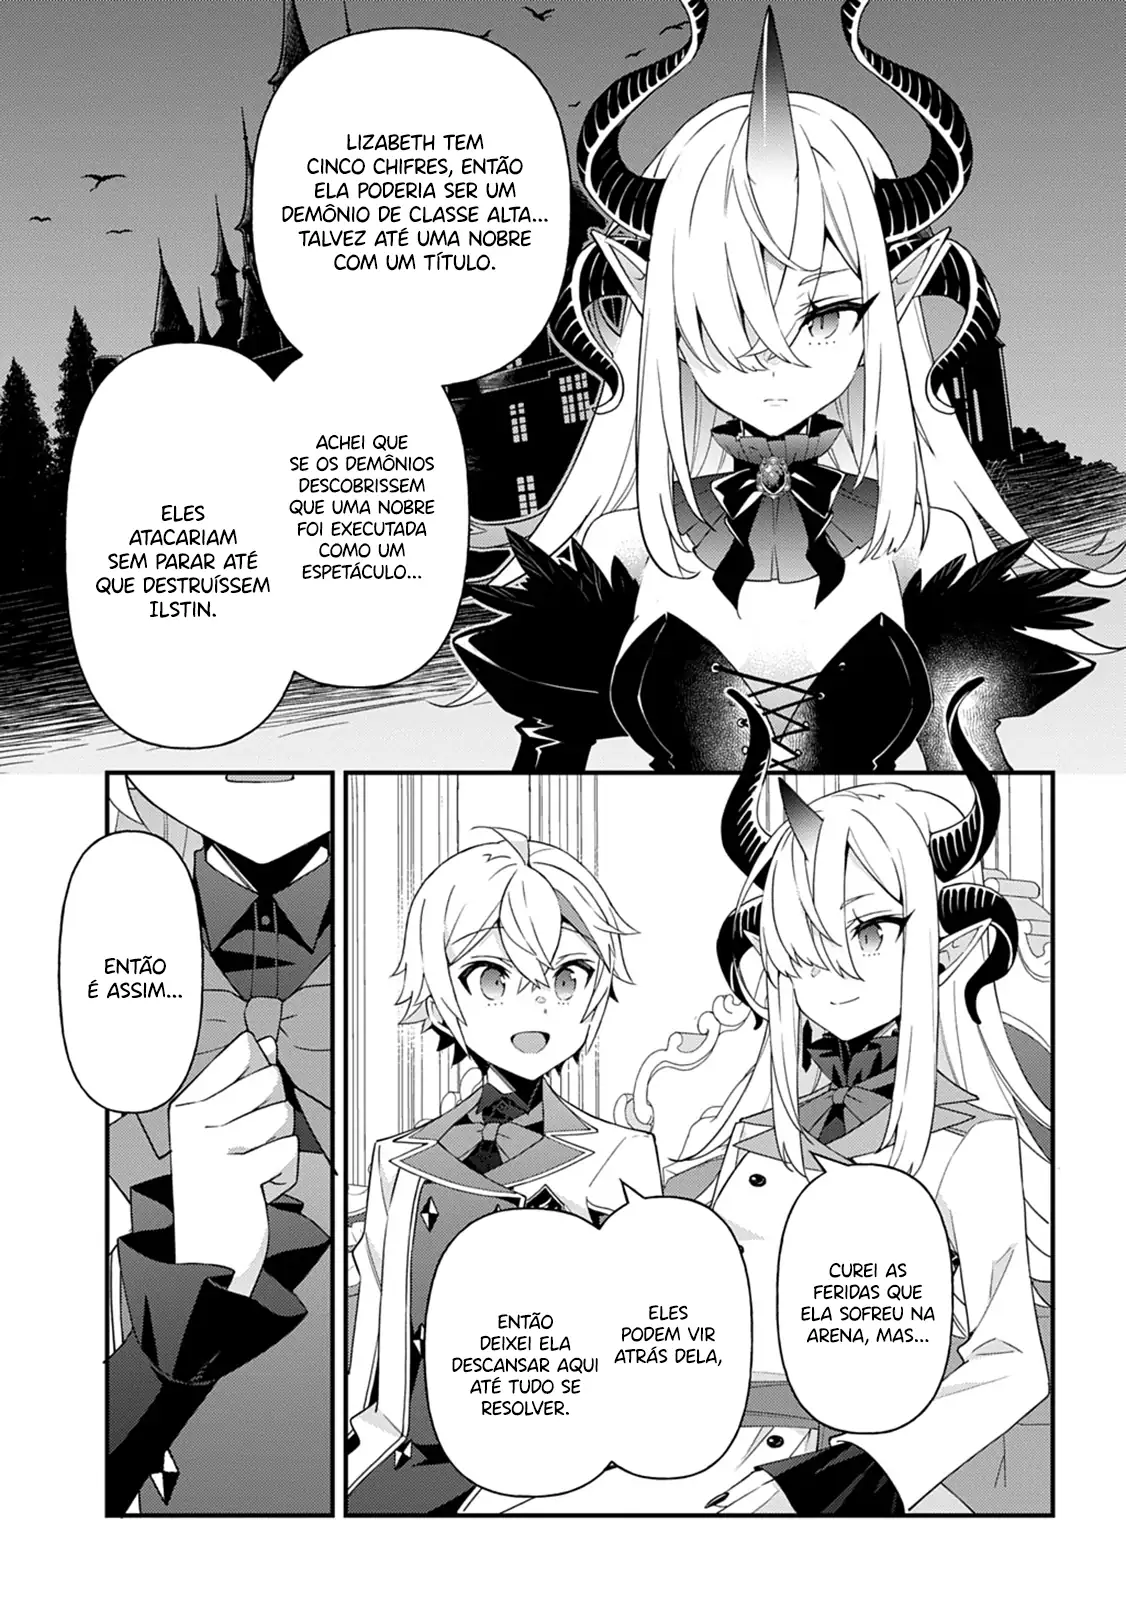 LIZABETH TEM
CINCO CHIFRES, ENTÃO
ELA PODERIA SER UM
DEMÔNIO DE CLASSE ALTA...
TALVEZ ATÉ UMA NOBRE
COM UM TÍTULO.
ACHEI QUE
SE OS DEMÔNIOS
DESCOBRISSEM
QUE UMA NOBRE
FOI EXECUTADA
COMO UM
ESPETÁCULO...
ELES
ATACARIAM
SEM PARAR ATÉ
QUE DESTRUÍSSEM
ILSTIN.
CUREI AS
FERIDAS QUE
ELA SOFREU NA
ARENA, MAS...
ELES
PODEM VIR
ATRÁS DELA,
ENTÃO
DEIXEI ELA
DESCANSAR AQUI
ATÉ TUDO SE
RESOLVER.
ENTÃO
É ASSIM...